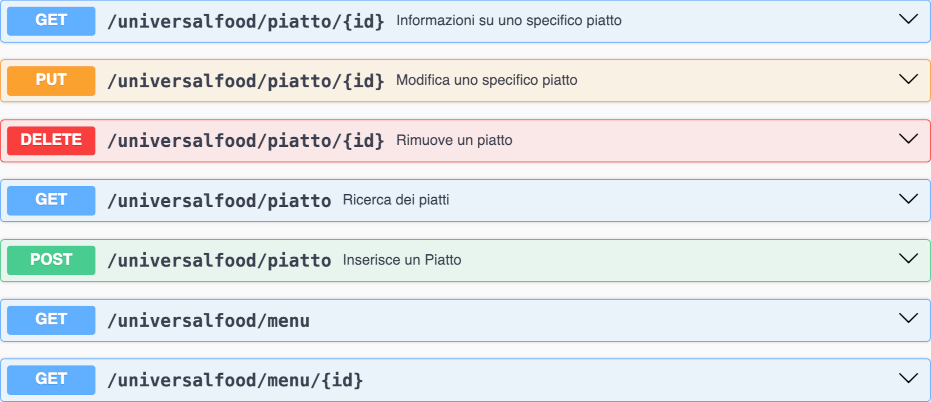 GET /universalfood/piatto/{id} Informazioni su uno specifico piatto
PUT /universalfood/piatto/{id} Modifica uno specifico piatto
DELETE /universalfood/piatto/{id} Rimuove un piatto
GET /universalfood/piatto Ricerca dei piatti
POST /universalfood/piatto Inserisce un Piatto
GET /universalfood/menu
GET /universalfood/menu/{id}